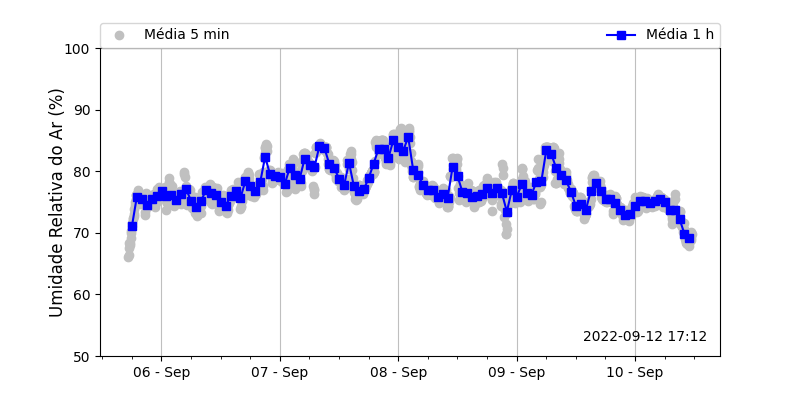 Média 5 min
Média 1 h
Umidade Relativa do Ar (%)
100
90
80
70
60
50
2022-09-12 17:12
06 - Sep
07 - Sep
08 - Sep
09 - Sep
10 - Sep